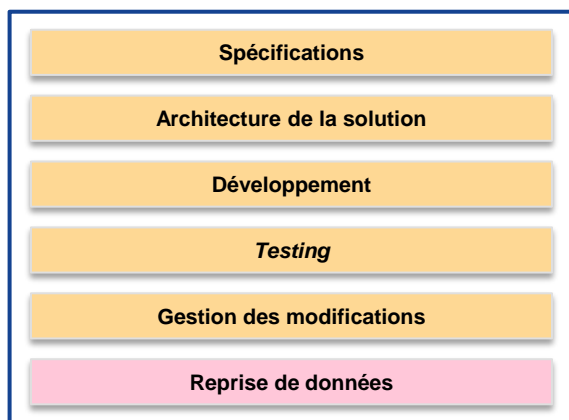 Spécifications
Architecture de la solution
Développement
Testing
Gestion des modifications
Reprise de données